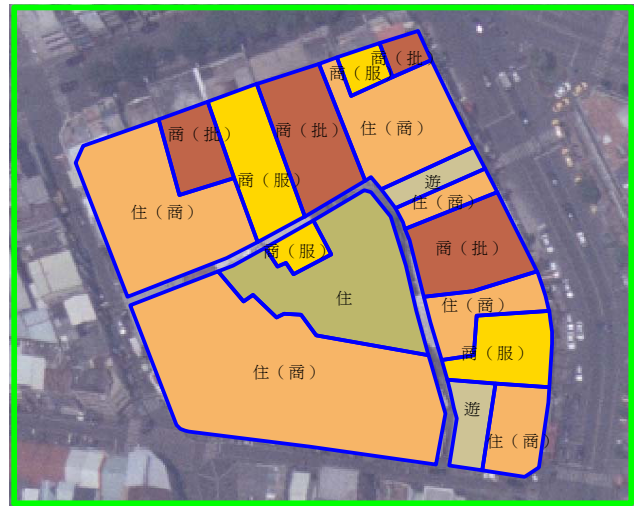 商（批
商（服
住（商）
商（批）
商（批）
遊
商（服）
住（商）
住（商）
商（批）
商（服）
住
住（商）
商（服）
住（商）
遊
住（商）